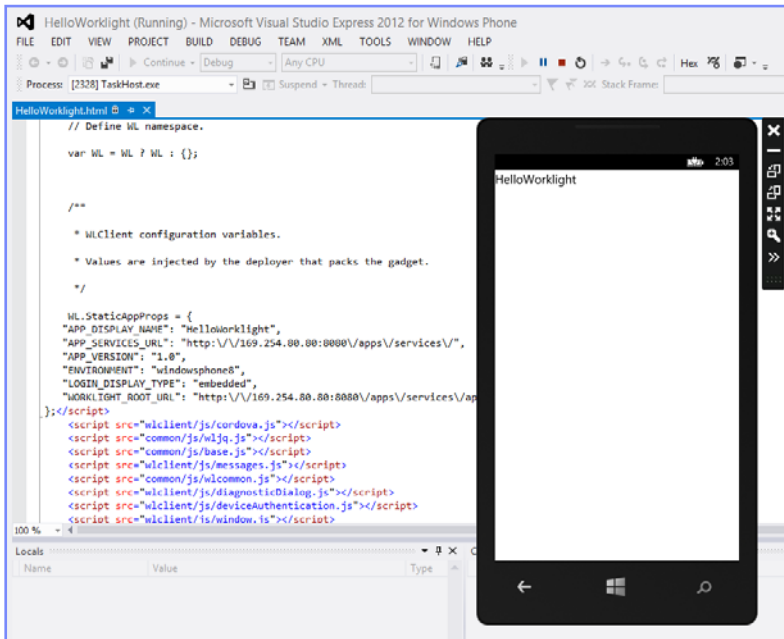 HelloWorklight (Running) - Microsoft Visual Studio Express 2012 for Windows Phone
FILE EDIT VIEW PROJECT BUILD DEBUG TEAM XML TOOLS WINDOW HELP
Continue Debug Any CPU Hex
Process: [2328] TaskHost.exe Suspend Thread: Stack Frame:
HelloWorklight.html
// Define WL namespace.
var WL = WL ? WL : {};
/**
* WLClient configuration variables.
* Values are injected by the deployer that packs the gadget.
*/
WL.StaticAppProps = {
"APP_DISPLAY_NAME": "HelloWorklight",
"APP_SERVICES_URL": "http:\/\/169.254.80.80:8080\/apps\/services\/",
"APP_VERSION": "1.0",
"ENVIRONMENT": "windowsphone8",
"LOGIN_DISPLAY_TYPE": "embedded",
"WORKLIGHT_ROOT_URL": "http:\/\/169.254.80.80:8080\/apps\/services\/ap
};</script>
<script src="wlclient/js/cordova.js"></script>
<script src="common/js/wljq.js"></script>
<script src="common/js/base.js"></script>
<script src="wlclient/js/messages.js"></script>
<script src="common/js/wlcommon.js"></script>
<script src="wlclient/js/diagnosticDialog.js"></script>
<script src="wlclient/js/deviceAuthentication.js"></script>
<script src="wlclient/js/window.js"></script>
100 %
Locals
Name Value Type
2:03
HelloWorklight